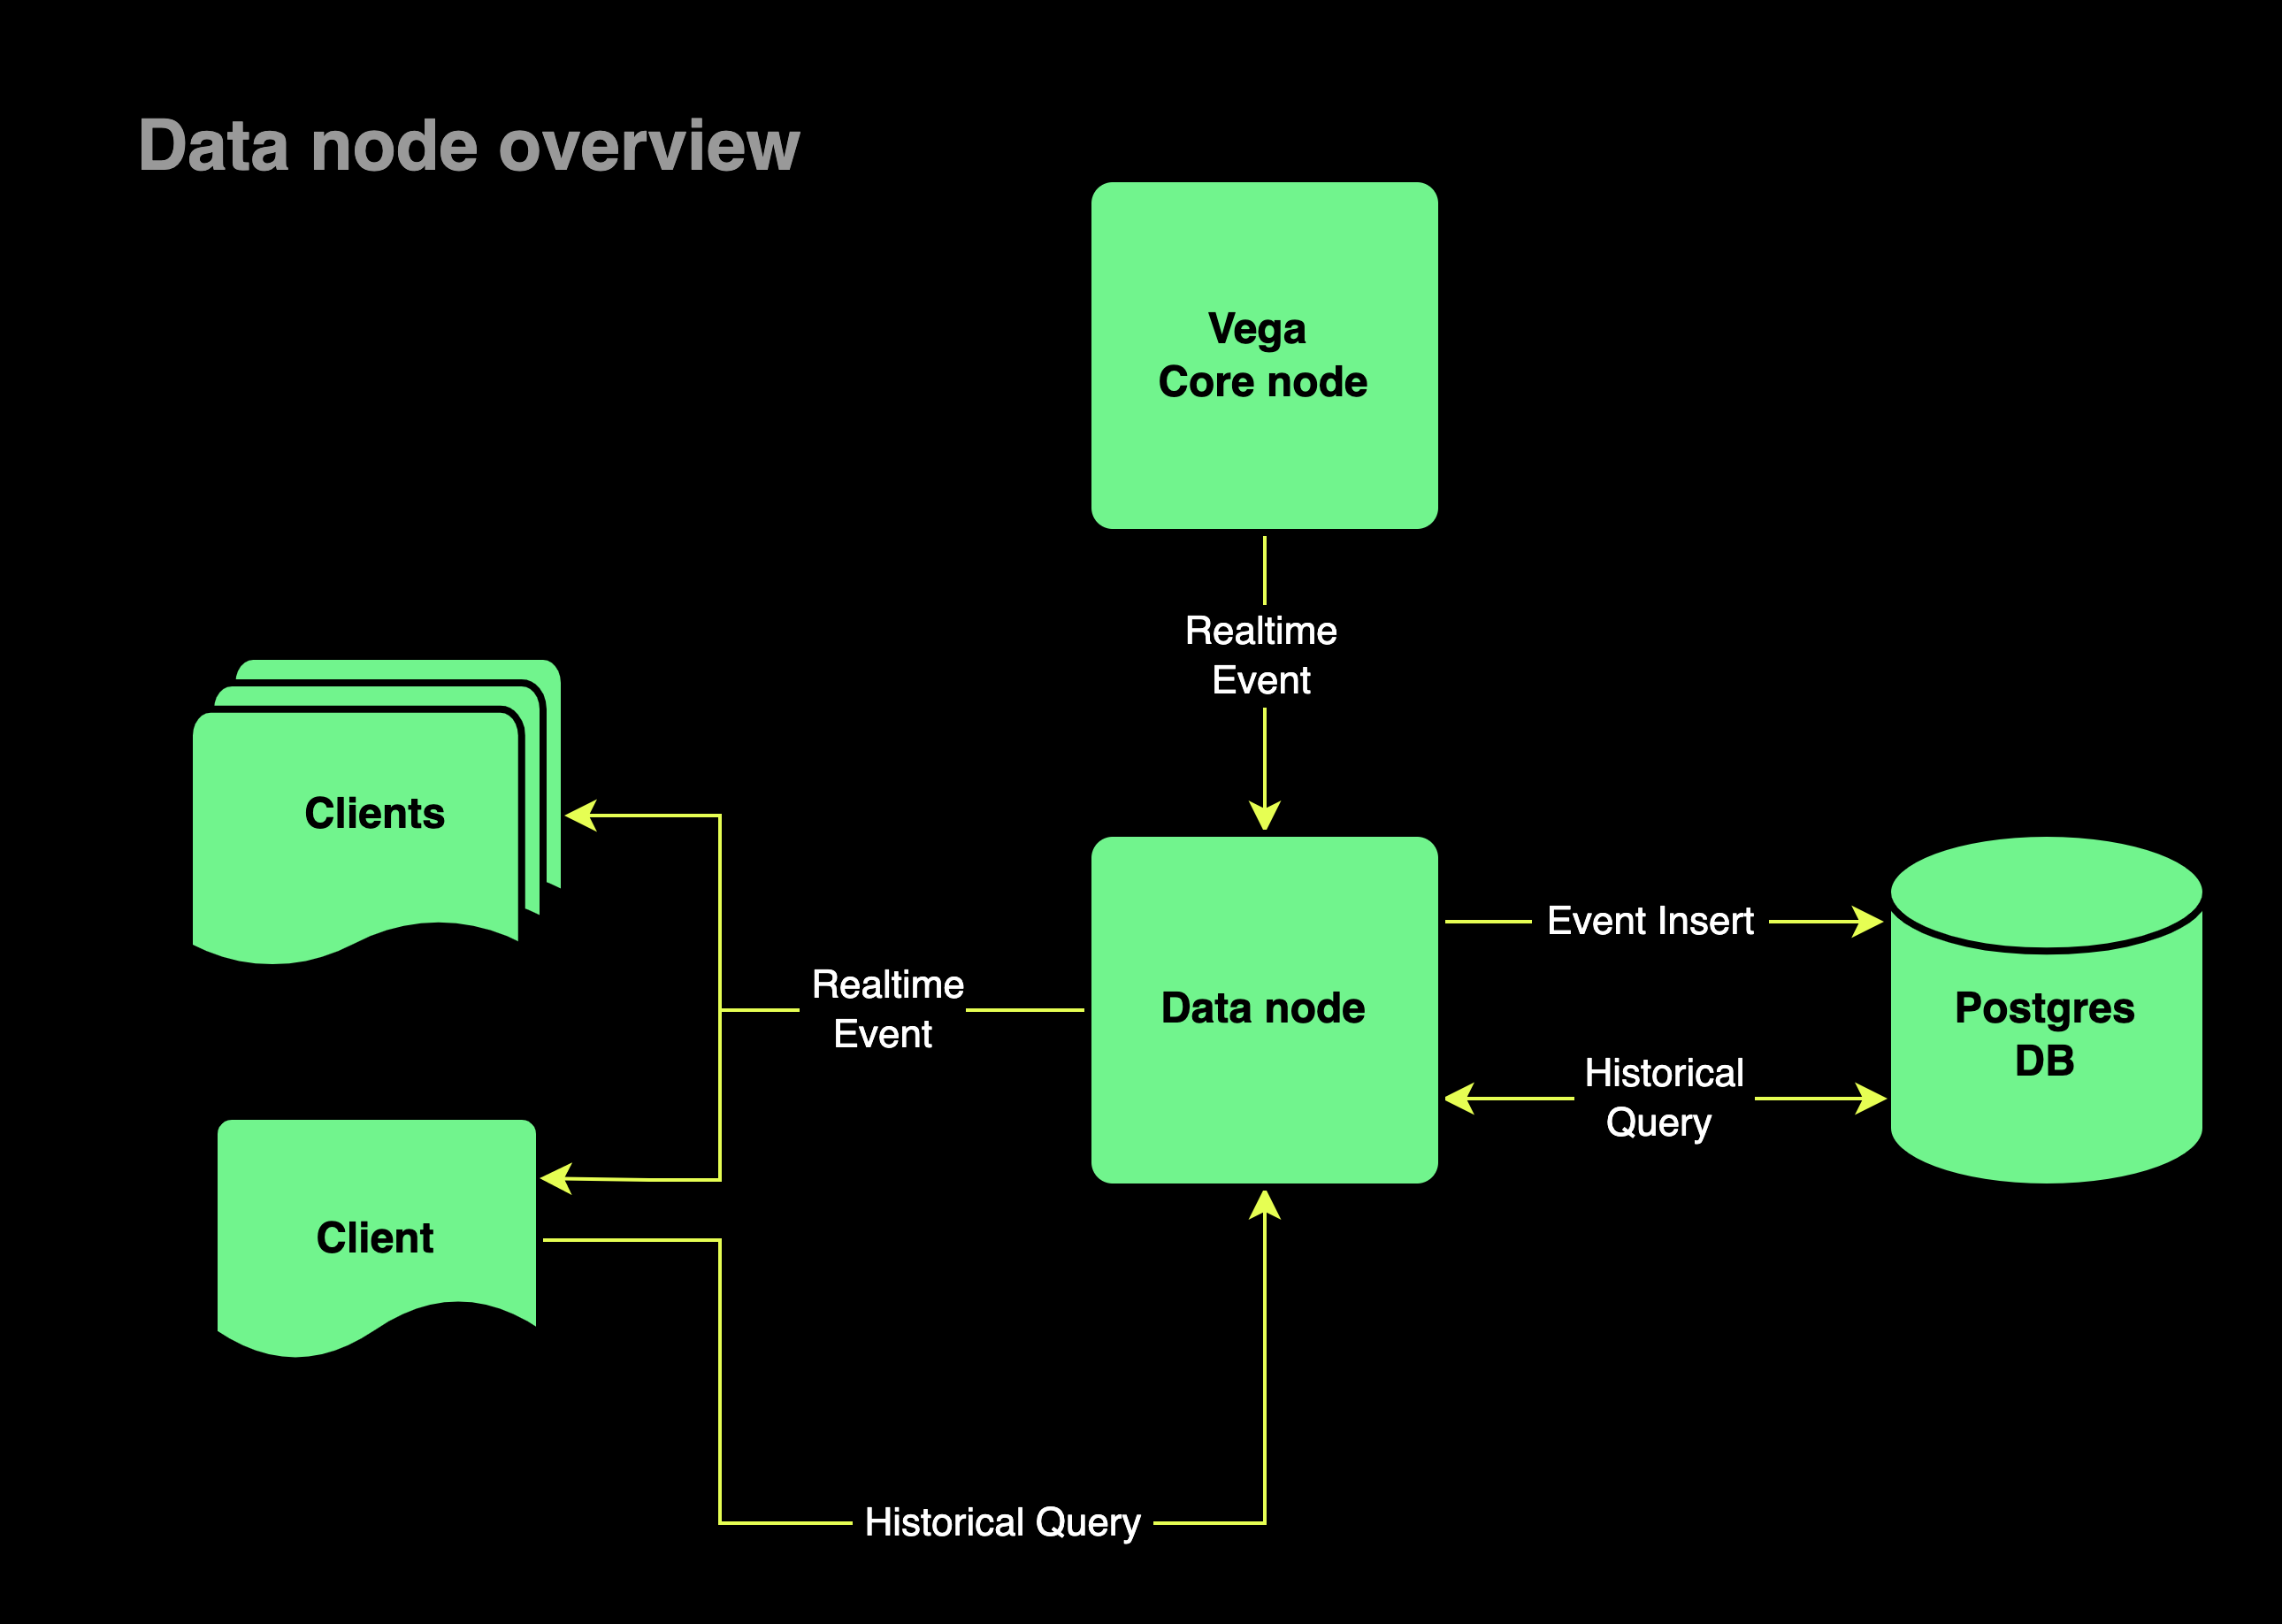 Data node overview
Vega
Core node
Realtime
Event
Clients
Realtime
Event
Data node
Event Insert
Historical
Query
Postgres
DB
Client
Historical Query